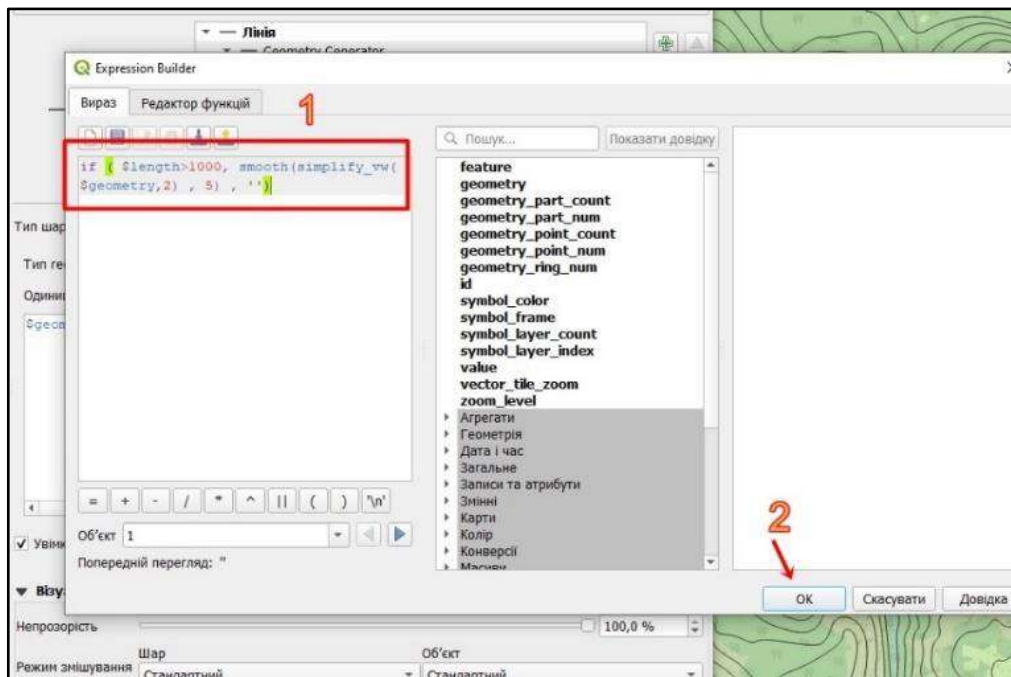 Лінія
Geometry Generator
Expression Builder
Вираз
Редактор функцій
1
Пошук...
Показати довідку
if ( $length>1000, smooth(simplify_vw(
$geometry,2) , 5) , '')
feature
geometry
geometry_part_count
geometry_part_num
geometry_point_count
geometry_point_num
geometry_ring_num
id
symbol_color
symbol_frame
symbol_layer_count
symbol_layer_index
value
vector_tile_zoom
zoom_level
Агрегати
Геометрія
Дата і час
Загальне
Записи та атрибути
Змінні
Карти
Колір
Конверсії
Масиви
Тип шар
Тип ге
Одиниц
$geom
= + - / * ^ || ( ) '\n'
Об'єкт 1
Попередній перегляд: ''
2
OK
Скасувати
Довідка
Увімк
Візу
Непрозорість
100,0 %
Шар
Об'єкт
Режим змішування
Стандартний
Стандартний